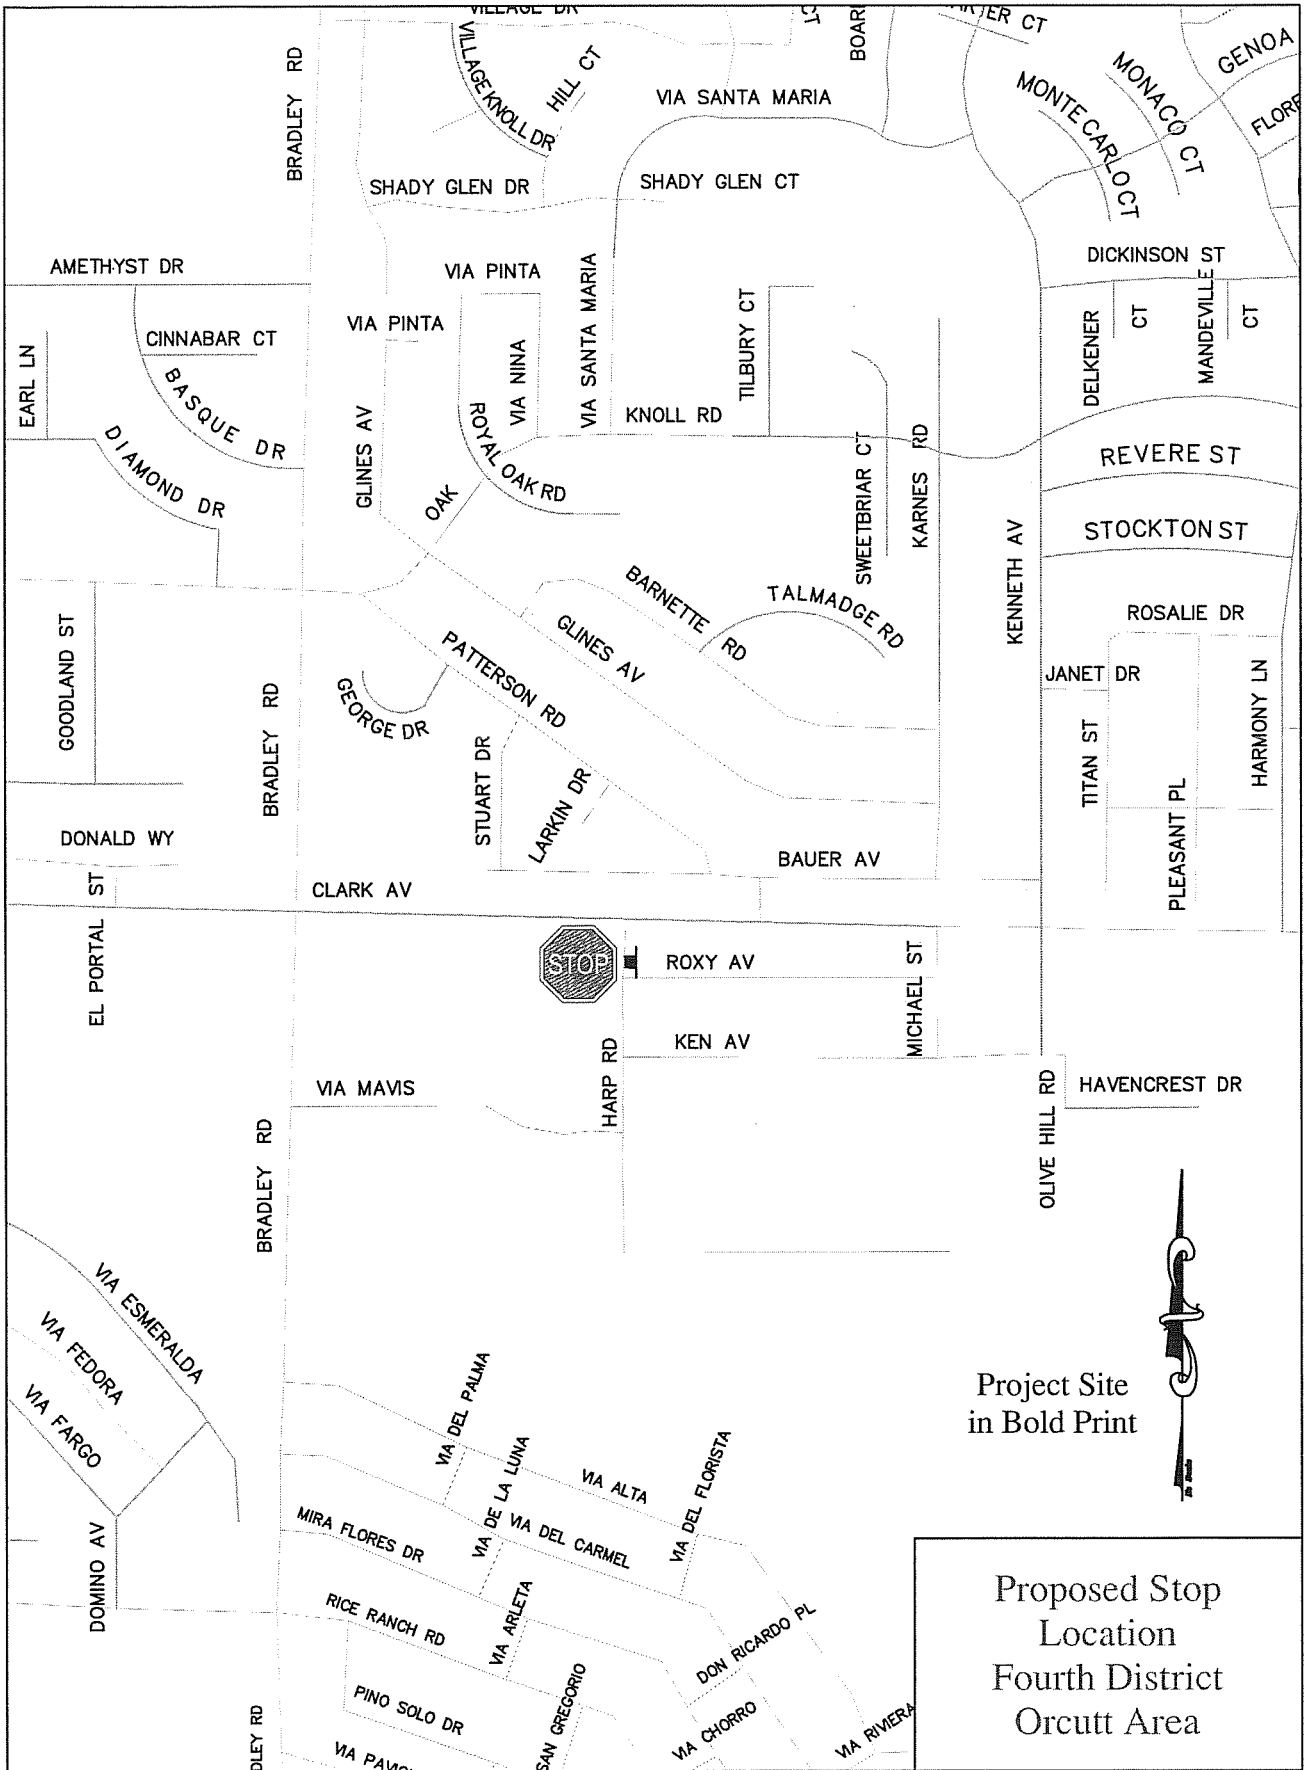 VILLAGE DR
CT
CT
BRADLEY RD
VILLAGE KNOLL DR
HILL CT
VIA SANTA MARIA
MONTE CARLO CT
MONACO CT
GENOA
SHADY GLEN DR
SHADY GLEN CT
AMETHYST DR
VIA PINTA
VIA SANTA MARIA
DICKINSON ST
CINNABAR CT
VIA PINTA
TILBURY CT
DELKENER CT
MANDEVILLE CT
EARL LN
BASQUE DR
VIA NINA
GLINES AV
ROYAL OAK RD
KNOLL RD
DIAMOND DR
OAK
SWEETBRIAR CT
KARNES RD
REVERE ST
STOCKTON ST
KENNETH AV
BARNETTE RD
TALMADGE RD
ROSALIE DR
GOODLAND ST
GLINES AV
PATTERSON RD
JANET DR
GEORGE DR
BRADLEY RD
HARMONY LN
STUART DR
LARKIN DR
TITAN ST
PLEASANT PL
DONALD WY
BAUER AV
CLARK AV
EL PORTAL ST
STOP
ROXY AV
MICHAEL ST
KEN AV
HARP RD
VIA MAVIS
OLIVE HILL RD
HAVENCREST DR
BRADLEY RD
VIA ESMERALDA
VIA FEDORA
VIA FARGO
Project Site
in Bold Print
VIA DEL PALMA
VIA DE LA LUNA
VIA ALTA
VIA DEL FLORISTA
MIRA FLORES DR
VIA DEL CARMEL
DOMINO AV
RICE RANCH RD
VIA ARLETA
DON RICARDO PL
PINO SOLO DR
SAN GREGORIO
VIA CHORRO
VIA RIVIERA
DLEY RD
Proposed Stop
Location
Fourth District
Orcutt Area